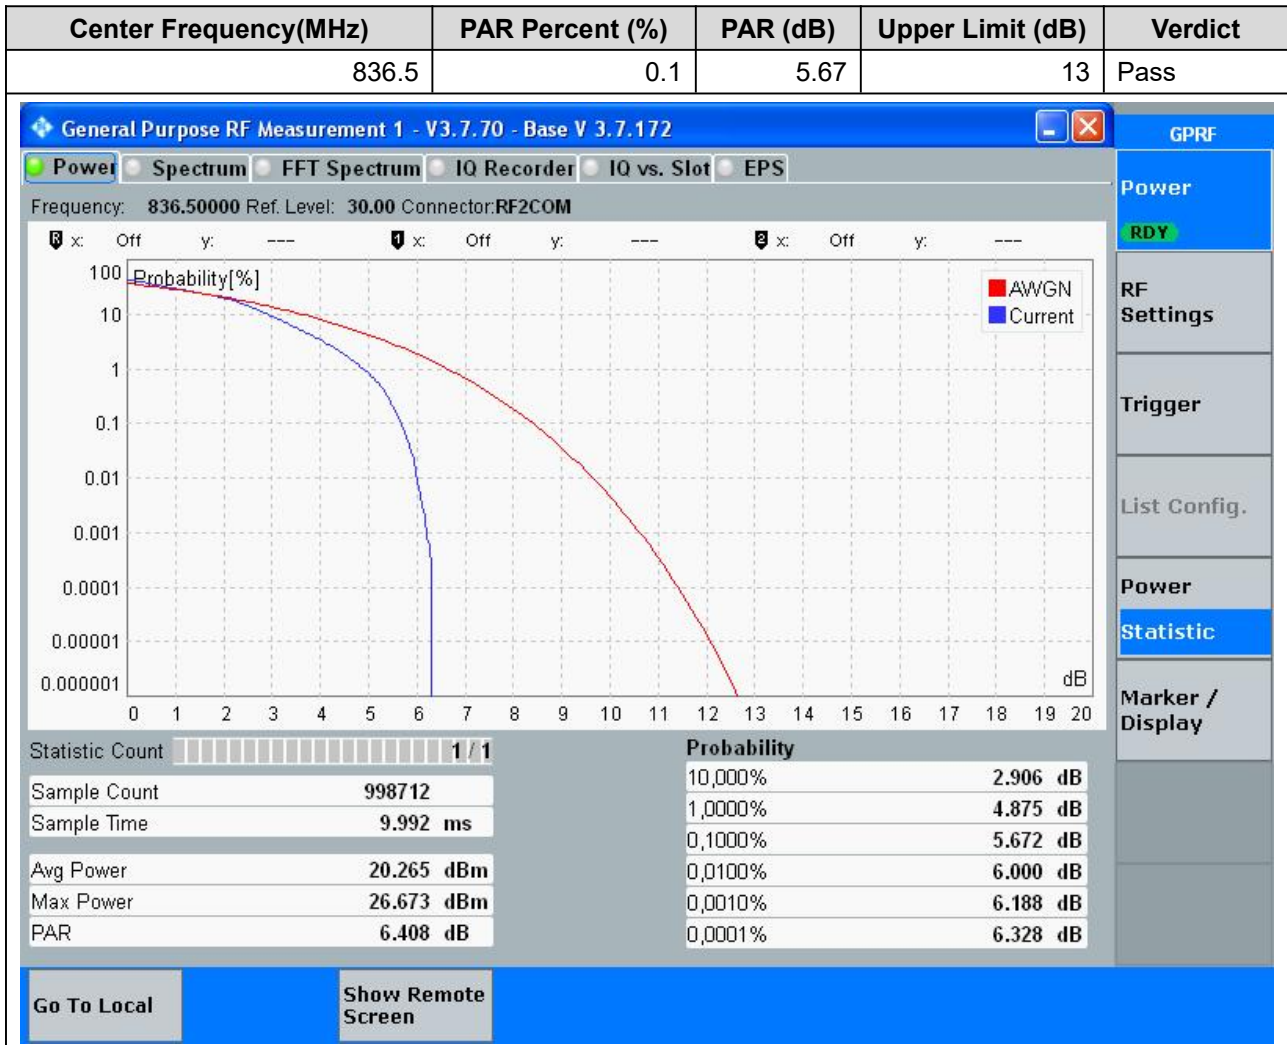 Center Frequency(MHz) PAR Percent (%) PAR (dB) Upper Limit (dB) Verdict
836.5 0.1 5.67 13 Pass
General Purpose RF Measurement 1 - V3.7.70 - Base V 3.7.172
GPRF
Power Spectrum FFT Spectrum IQ Recorder IQ vs. Slot EPS
Frequency: 836.50000 Ref. Level: 30.00 Connector:RF2COM
R x: Off y: --- 1 x: Off y: --- 2 x: Off y: ---
Probability[%]
AWGN
Current
100
10
1
0.1
0.01
0.001
0.0001
0.00001
0.000001
dB
0 1 2 3 4 5 6 7 8 9 10 11 12 13 14 15 16 17 18 19 20
Statistic Count 1 / 1
Sample Count 998712
Sample Time 9.992 ms
Avg Power 20.265 dBm
Max Power 26.673 dBm
PAR 6.408 dB
Probability
10,000% 2.906 dB
1,0000% 4.875 dB
0,1000% 5.672 dB
0,0100% 6.000 dB
0,0010% 6.188 dB
0,0001% 6.328 dB
Power
RDY
RF
Settings
Trigger
List Config.
Power
Statistic
Marker /
Display
Go To Local
Show Remote
Screen